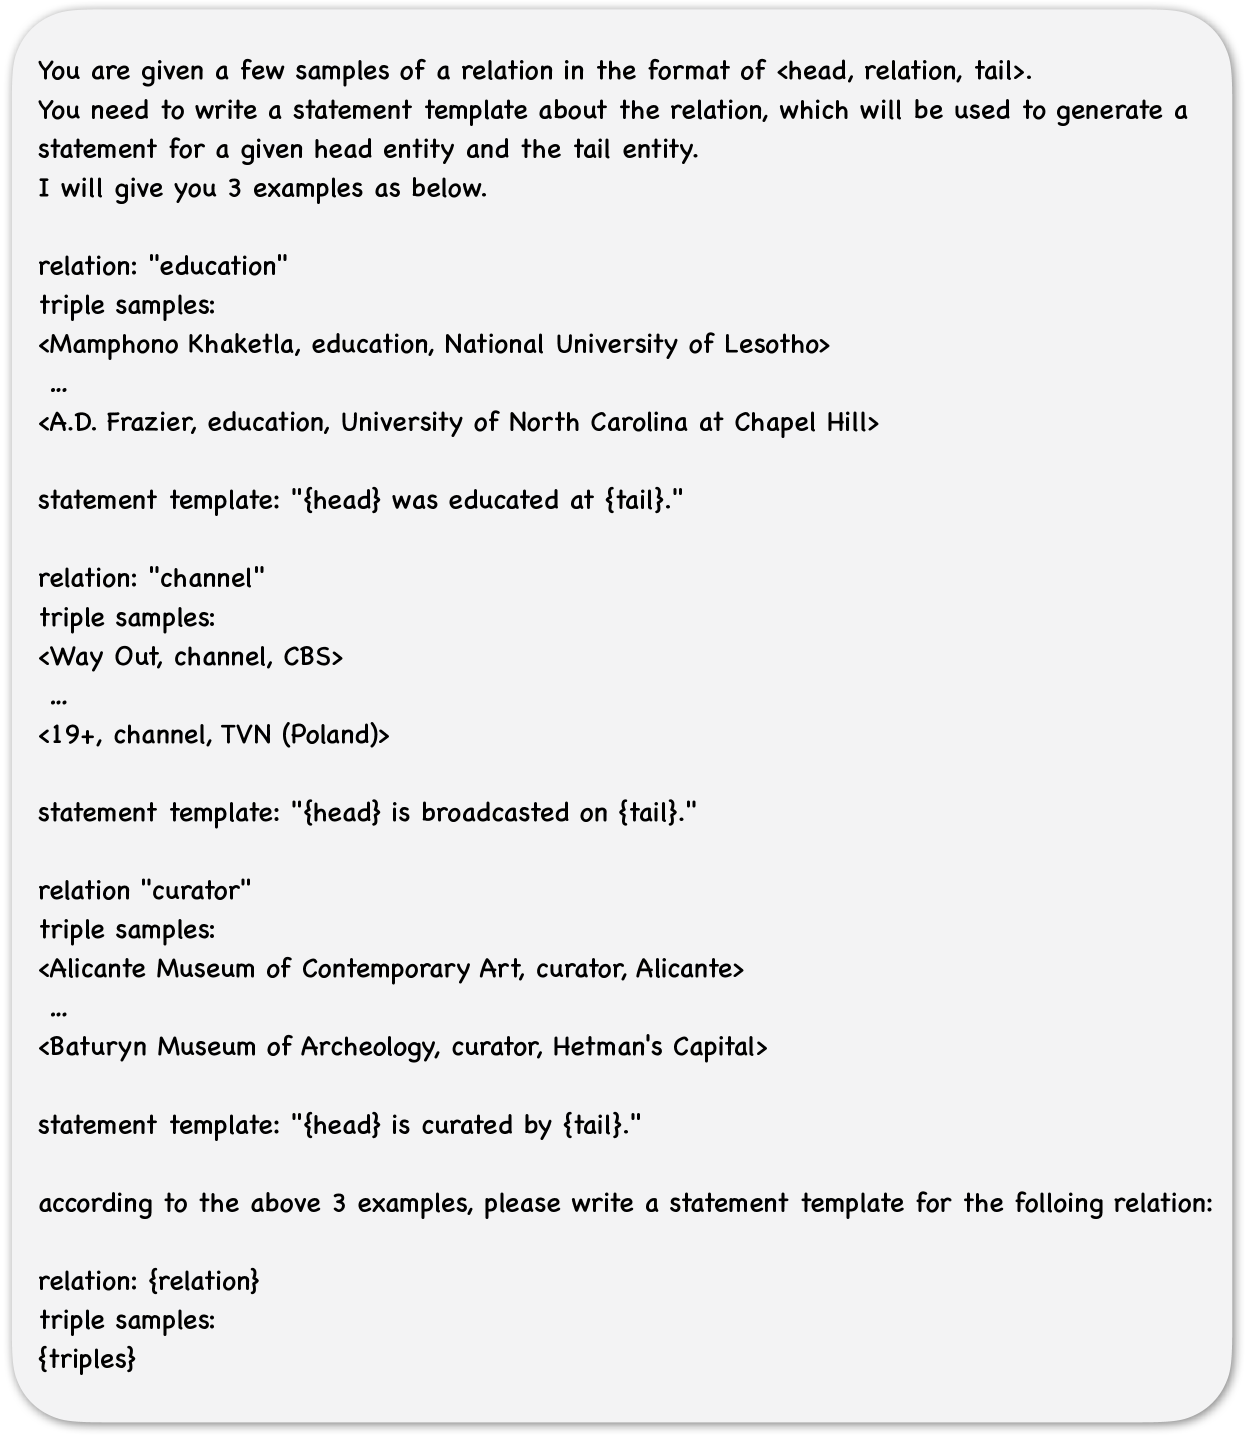 You are given a few samples of a relation in the format of <head, relation, tail>.
You need to write a statement template about the relation, which will be used to generate a
statement for a given head entity and the tail entity.
I will give you 3 examples as below.
relation: "education"
triple samples:
<Mamphono Khaketla, education, National University of Lesotho>
...
<A.D. Frazier, education, University of North Carolina at Chapel Hill>
statement template: "{head} was educated at {tail}."
relation: "channel"
triple samples:
<Way Out, channel, CBS>
...
<19+, channel, TVN (Poland)>
statement template: "{head} is broadcasted on {tail}."
relation "curator"
triple samples:
<Alicante Museum of Contemporary Art, curator, Alicante>
...
<Baturyn Museum of Archeology, curator, Hetman's Capital>
statement template: "{head} is curated by {tail}."
according to the above 3 examples, please write a statement template for the folloing relation:
relation: {relation}
triple samples:
{triples}